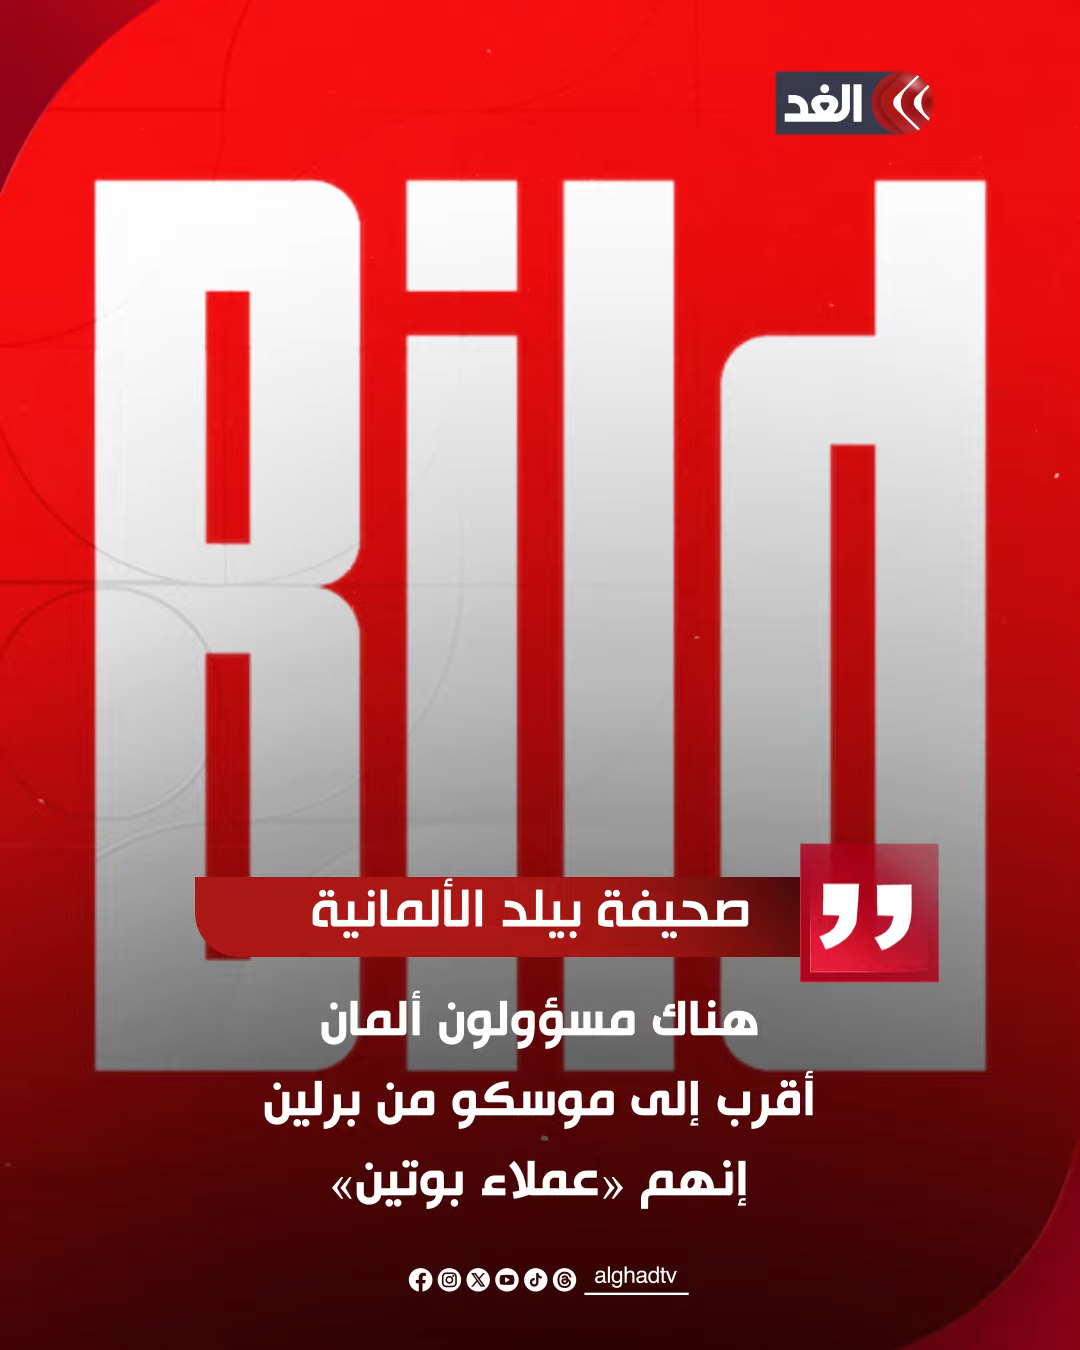 الغد
Bild
صحيفة بيلد الألمانية
هناك مسؤولون ألمان
أقرب إلى موسكو من برلين
إنهم «عملاء بوتين»
alghadtv